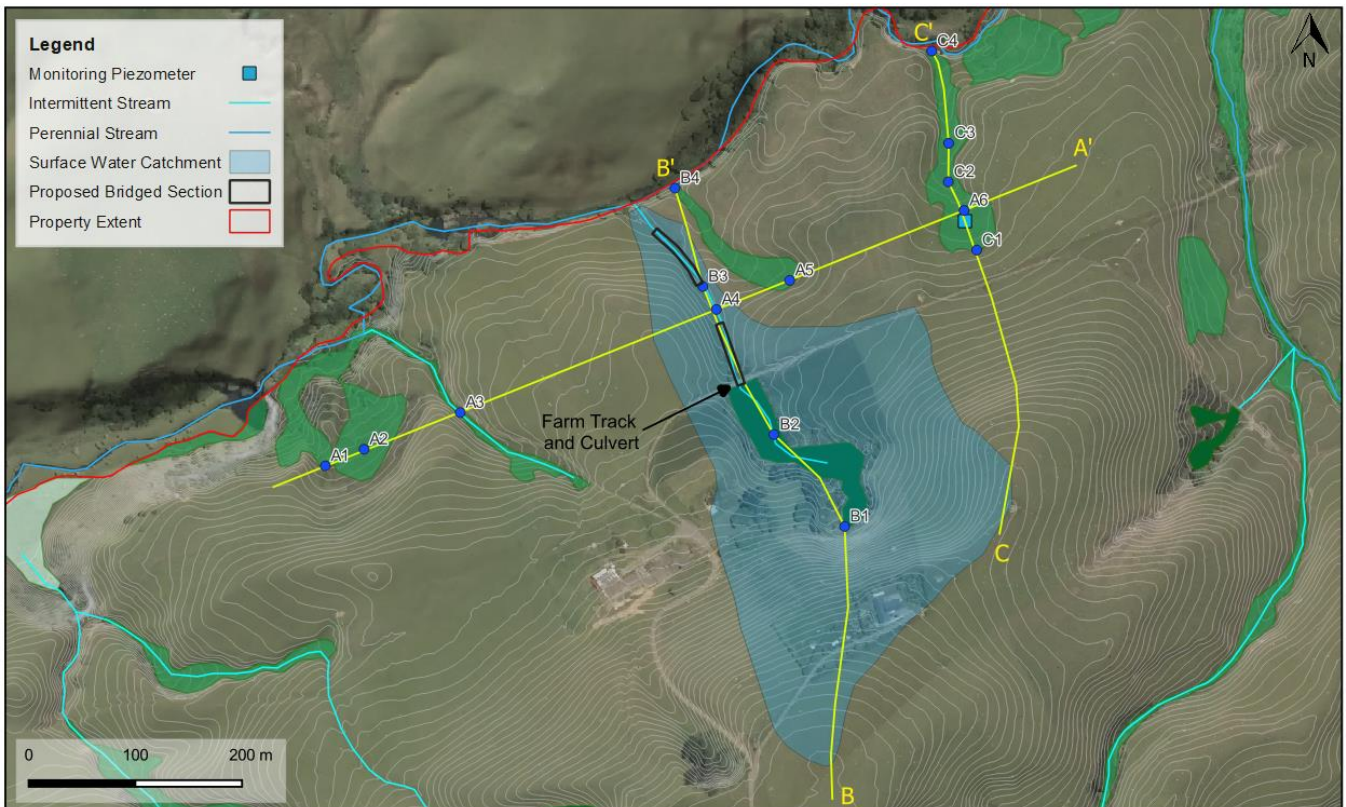 Legend
Monitoring Piezometer
Intermittent Stream
Perennial Stream
Surface Water Catchment
Proposed Bridged Section
Property Extent
N
C'
C4
C3
C2
A'
A6
C1
B'
B4
A5
B3
A4
A3
A2
A1
Farm Track
and Culvert
B2
B1
C
B
0 100 200 m